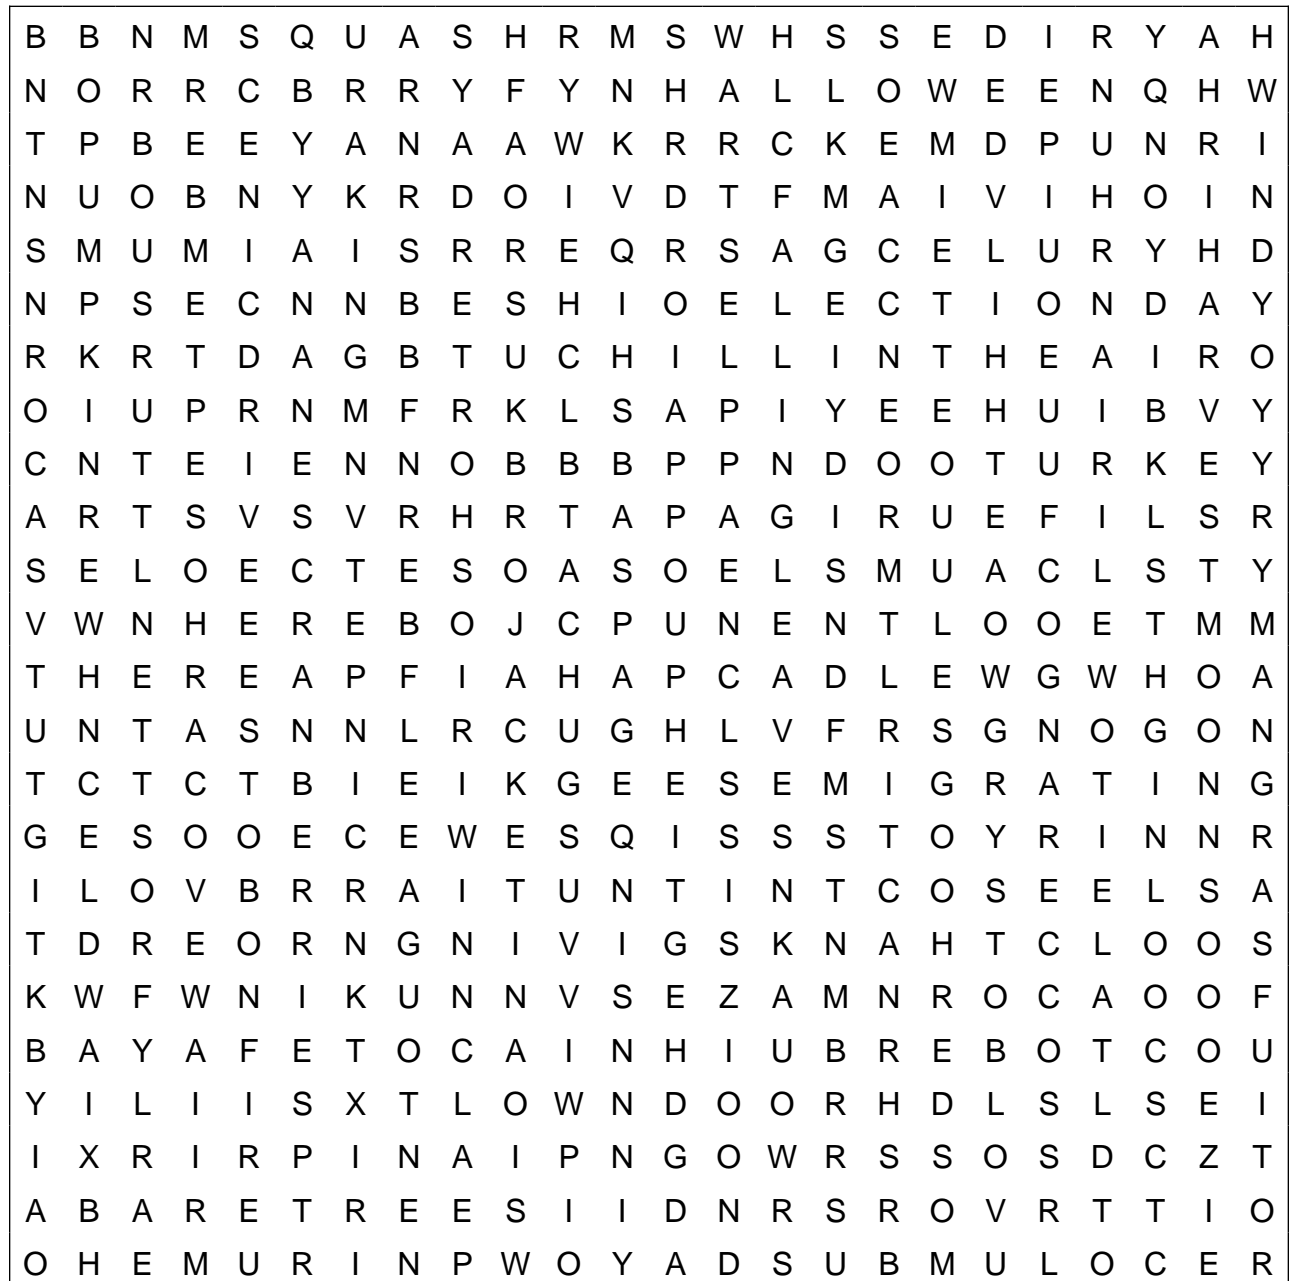 B B N M S Q U A S H R M S W H S S E D I R Y A H
N O R R C B R R Y F Y N H A L L O W E E N Q H W
T P B E E Y A N A A W K R R C K E M D P U N R I
N U O B N Y K R D O I V D T F M A I V I H O I N
S M U M I A I S R R E Q R S A G C E L U R Y H D
N P S E C N N B E S H I O E L E C T I O N D A Y
R K R T D A G B T U C H I L L I N T H E A I R O
O I U P R N M F R K L S A P I Y E E H U I B V Y
C N T E I E N N O B B B P P N D O O T U R K E Y
A R T S V S V R H R T A P A G I R U E F I L S R
S E L O E C T E S O A S O E L S M U A C L S T Y
V W N H E R E B O J C P U N E N T L O O E T M M
T H E R E A P F I A H A P C A D L E W G W H O A
U N T A S N N L R C U G H L V F R S G N O G O N
T C T C T B I E I K G E E S E M I G R A T I N G
G E S O O E C E W E S Q I S S S T O Y R I N N R
I L O V B R R A I T U N T I N T C O S E E L S A
T D R E O R N G N I V I G S K N A H T C L O O S
K W F W N I K U N N V S E Z A M N R O C A O O F
B A Y A F E T O C A I N H I U B R E B O T C O U
Y I L I I S X T L O W N D O O R H D L S L S E I
I X R I R P I N A I P N G O W R S S O S D C Z T
A B A R E T R E E S I I D N R S R O V R T T I O
O H E M U R I N P W O Y A D S U B M U L O C E R